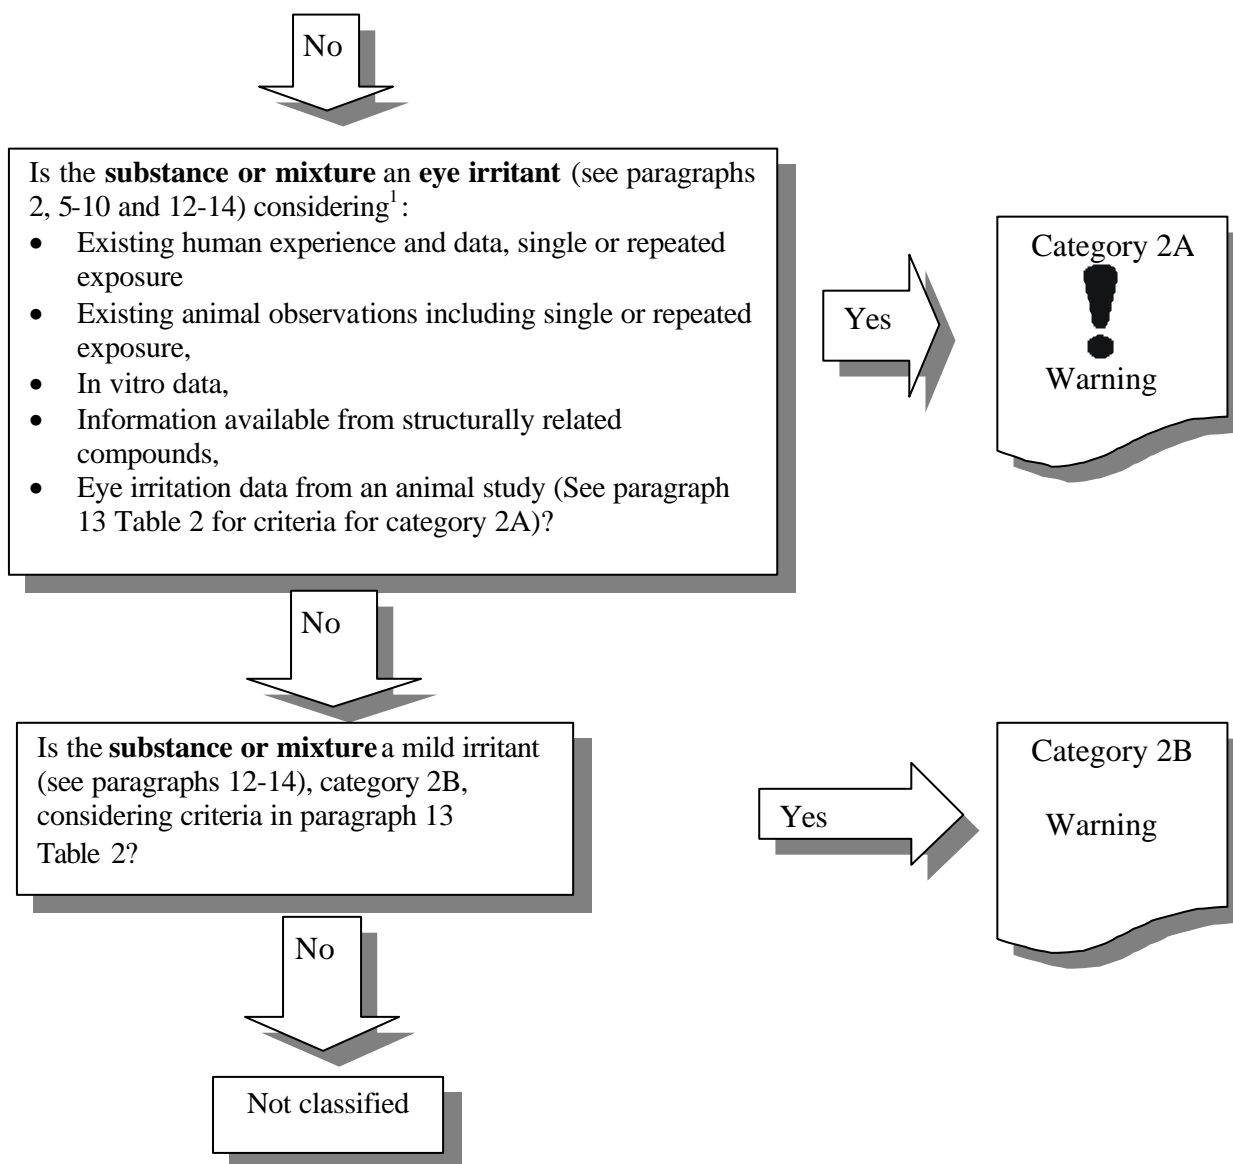 No
Is the substance or mixture an eye irritant (see paragraphs
2, 5-10 and 12-14) considering¹:
• Existing human experience and data, single or repeated
exposure
• Existing animal observations including single or repeated
exposure,
• In vitro data,
• Information available from structurally related
compounds,
• Eye irritation data from an animal study (See paragraph
13 Table 2 for criteria for category 2A)?
Yes
Category 2A
Warning
No
Is the substance or mixture a mild irritant
(see paragraphs 12-14), category 2B,
considering criteria in paragraph 13
Table 2?
Yes
Category 2B
Warning
No
Not classified